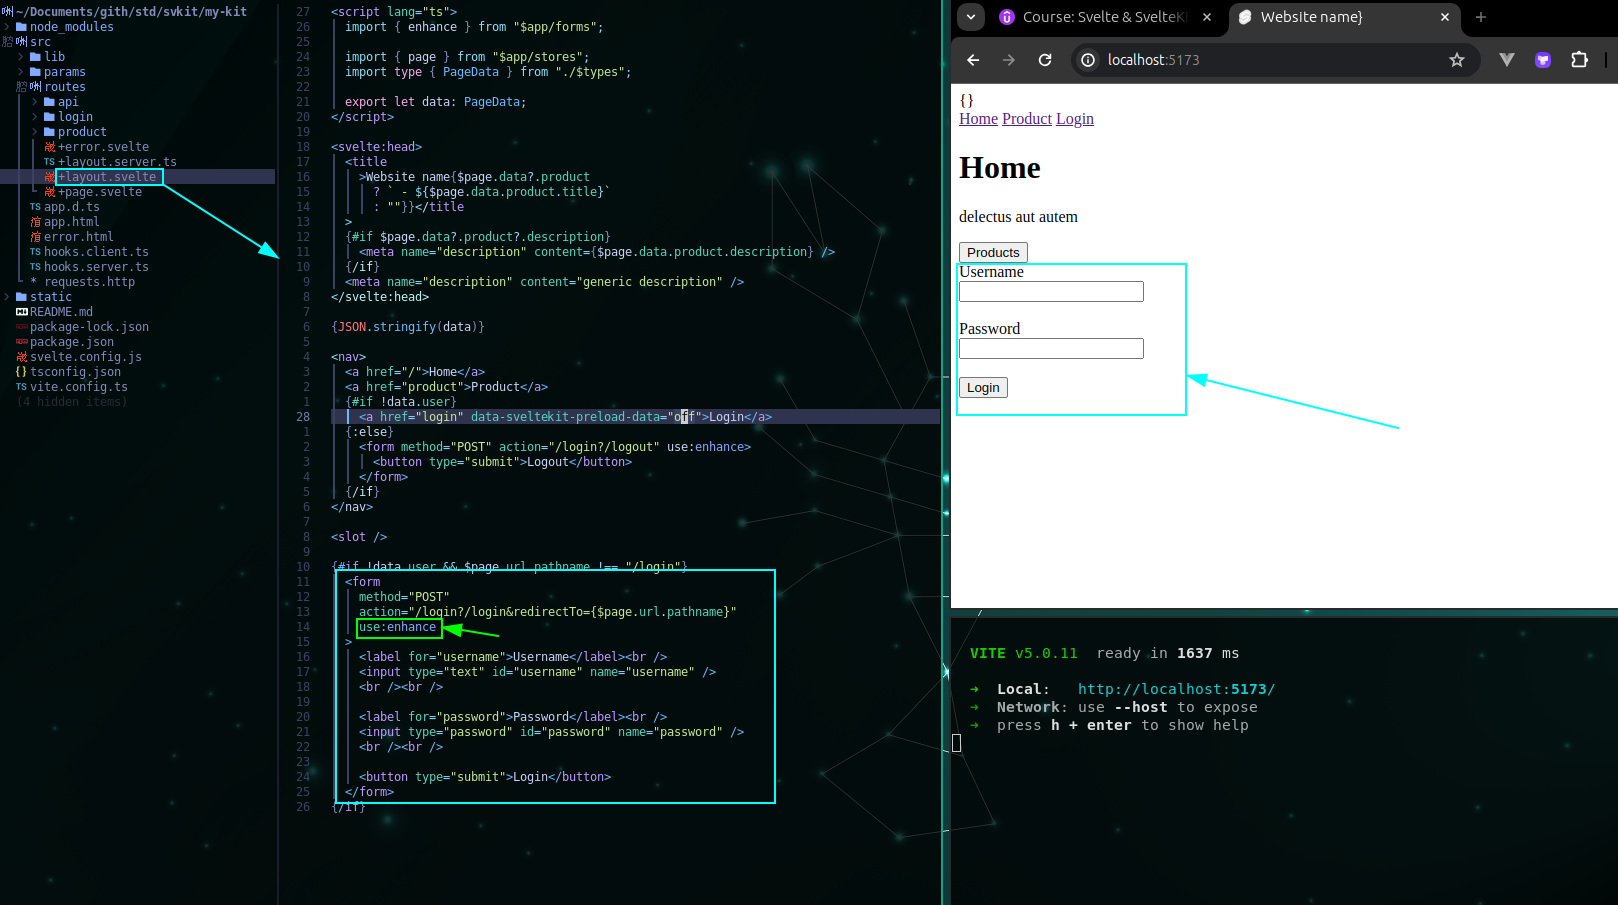 ~/Documents/gith/std/svkit/my-kit
node_modules
src
lib
params
routes
api
login
product
+error.svelte
TS +layout.server.ts
+layout.svelte
+page.svelte
TS app.d.ts
app.html
error.html
TS hooks.client.ts
TS hooks.server.ts
* requests.http
static
README.md
package-lock.json
package.json
svelte.config.js
{} tsconfig.json
TS vite.config.ts
(4 hidden items)
27 <script lang="ts">
26 import { enhance } from "$app/forms";
25
24 import { page } from "$app/stores";
23 import type { PageData } from "./$types";
22
21 export let data: PageData;
20 </script>
19
18 <svelte:head>
17 <title
16 >Website name{$page.data?.product
15 ? ` - ${$page.data.product.title}`
14 : ""}}</title
13 >
12 {#if $page.data?.product?.description}
11 <meta name="description" content={$page.data.product.description} />
10 {/if}
9 <meta name="description" content="generic description" />
8 </svelte:head>
7
6 {JSON.stringify(data)}
5
4 <nav>
3 <a href="/">Home</a>
2 <a href="product">Product</a>
1 {#if !data.user}
28 <a href="login" data-sveltekit-preload-data="off">Login</a>
1 {:else}
2 <form method="POST" action="/login?/logout" use:enhance>
3 <button type="submit">Logout</button>
4 </form>
5 {/if}
6 </nav>
7
8 <slot />
9
10 {#if !data.user && $page.url.pathname !== "/login"}
11 <form
12 method="POST"
13 action="/login?/login&redirectTo={$page.url.pathname}"
14 use:enhance
15 >
16 <label for="username">Username</label><br />
17 <input type="text" id="username" name="username" />
18 <br /><br />
19
20 <label for="password">Password</label><br />
21 <input type="password" id="password" name="password" />
22 <br /><br />
23
24 <button type="submit">Login</button>
25 </form>
26 {/if}
Course: Svelte & SvelteK
Website name}
localhost:5173
{}
Home Product Login
Home
delectus aut autem
Products
Username
Password
Login
VITE v5.0.11 ready in 1637 ms
➜ Local: http://localhost:5173/
➜ Network: use --host to expose
➜ press h + enter to show help